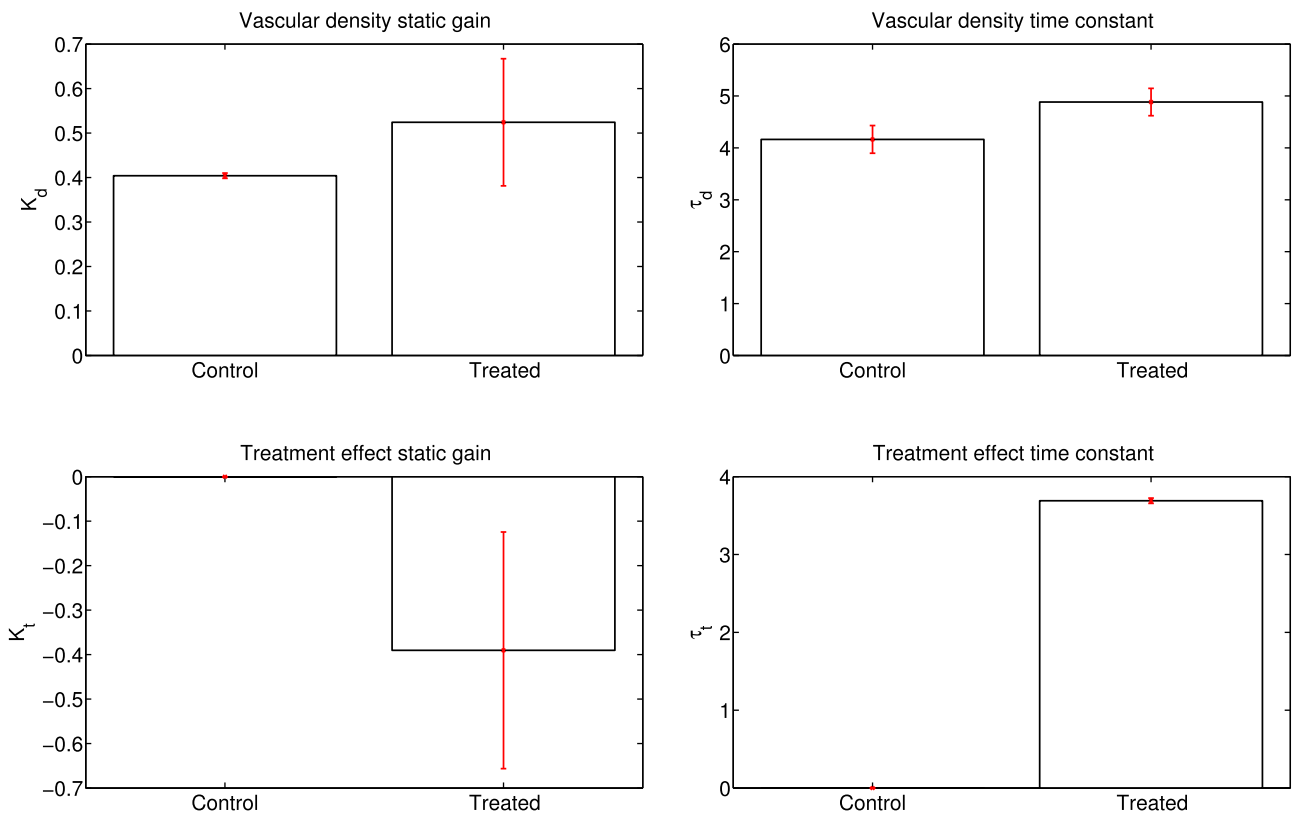 Vascular density static gain
0.7
0.6
0.5
0.4
0.3
0.2
0.1
0
K_d
Control Treated
Vascular density time constant
6
5
4
3
2
1
0
τ_d
Control Treated
Treatment effect static gain
0
−0.1
−0.2
−0.3
−0.4
−0.5
−0.6
−0.7
K_t
Control Treated
Treatment effect time constant
4
3
2
1
0
τ_t
Control Treated